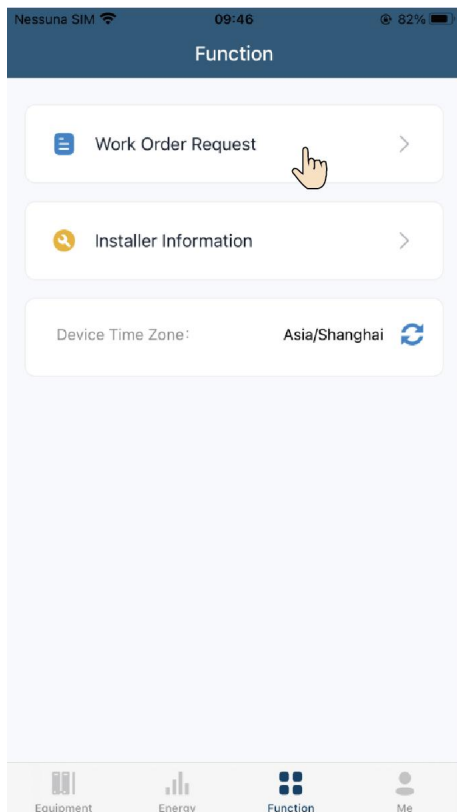 Nessuna SIM 09:46 82%
Function
Work Order Request
Installer Information
Device Time Zone: Asia/Shanghai
Equipment Energy Function Me